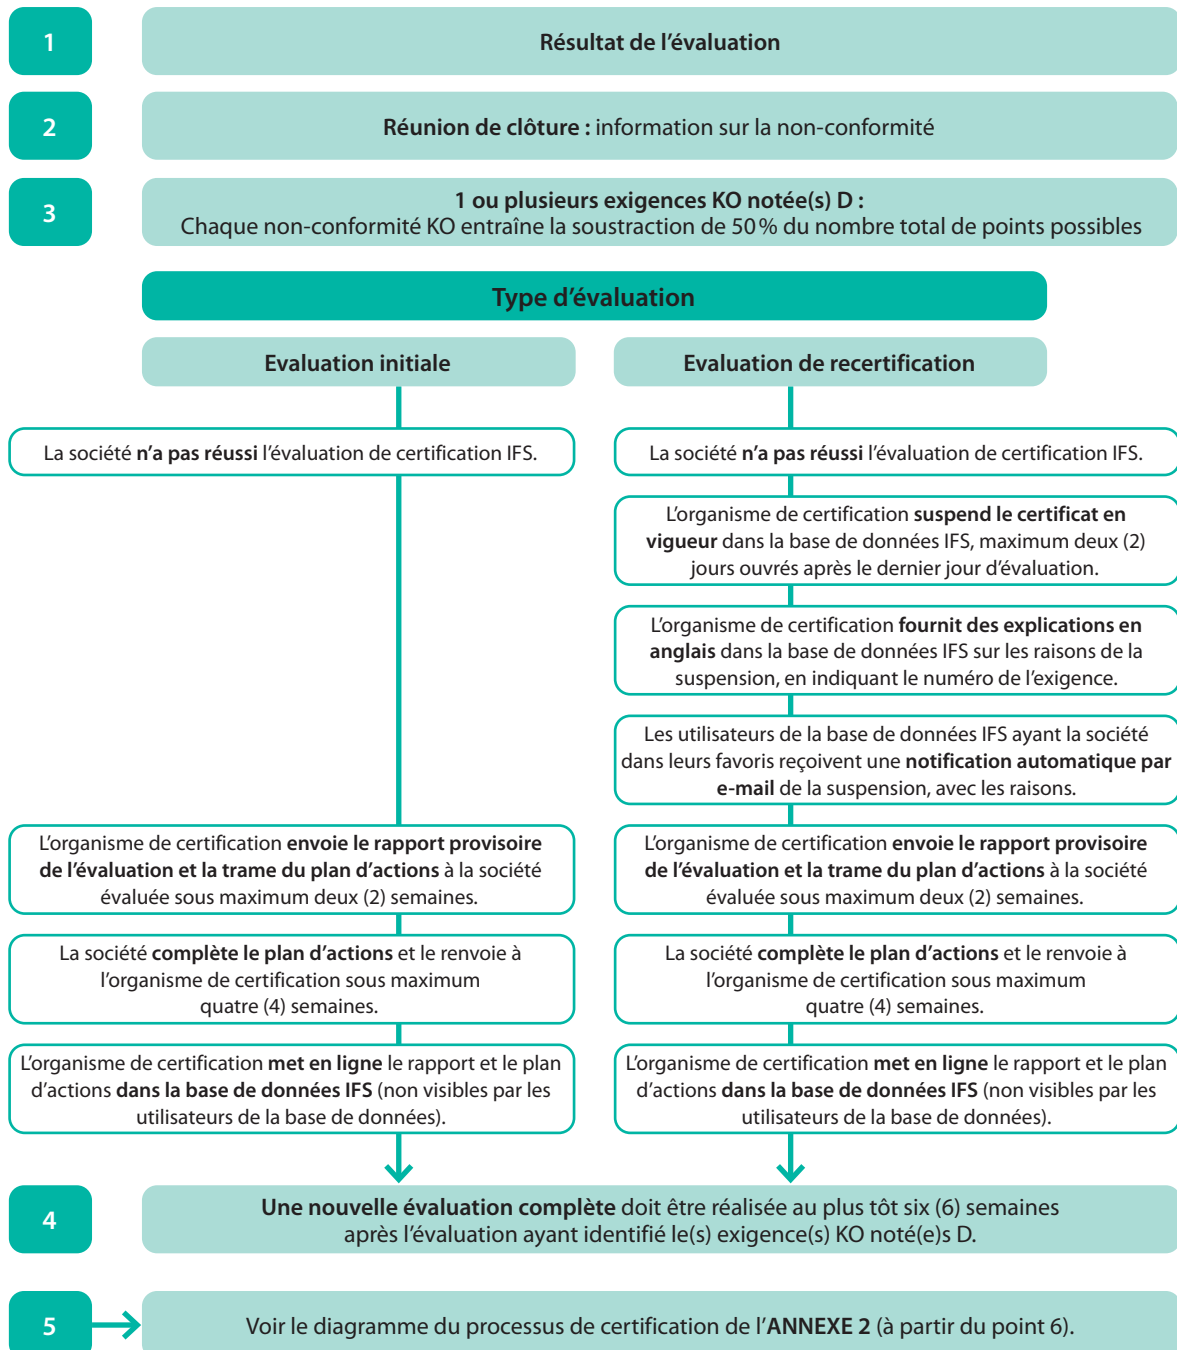 1
Résultat de l’évaluation
2
Réunion de clôture : information sur la non-conformité
3
1 ou plusieurs exigences KO notée(s) D :
Chaque non-conformité KO entraîne la soustraction de 50 % du nombre total de points possibles
Type d’évaluation
Evaluation initiale
Evaluation de recertification
La société n'a pas réussi l’évaluation de certification IFS.
La société n'a pas réussi l’évaluation de certification IFS.
L’organisme de certification suspend le certificat en
vigueur dans la base de données IFS, maximum deux (2)
jours ouvrés après le dernier jour d’évaluation.
L’organisme de certification fournit des explications en
anglais dans la base de données IFS sur les raisons de la
suspension, en indiquant le numéro de l’exigence.
Les utilisateurs de la base de données IFS ayant la société
dans leurs favoris reçoivent une notification automatique par
e-mail de la suspension, avec les raisons.
L’organisme de certification envoie le rapport provisoire
de l’évaluation et la trame du plan d’actions à la société
évaluée sous maximum deux (2) semaines.
L’organisme de certification envoie le rapport provisoire
de l’évaluation et la trame du plan d’actions à la société
évaluée sous maximum deux (2) semaines.
La société complète le plan d’actions et le renvoie à
l’organisme de certification sous maximum
quatre (4) semaines.
La société complète le plan d’actions et le renvoie à
l’organisme de certification sous maximum
quatre (4) semaines.
L’organisme de certification met en ligne le rapport et le plan
d’actions dans la base de données IFS (non visibles par les
utilisateurs de la base de données).
L’organisme de certification met en ligne le rapport et le plan
d’actions dans la base de données IFS (non visibles par les
utilisateurs de la base de données).
4
Une nouvelle évaluation complète doit être réalisée au plus tôt six (6) semaines
après l’évaluation ayant identifié le(s) exigence(s) KO noté(e)s D.
5
Voir le diagramme du processus de certification de l’ANNEXE 2 (à partir du point 6).